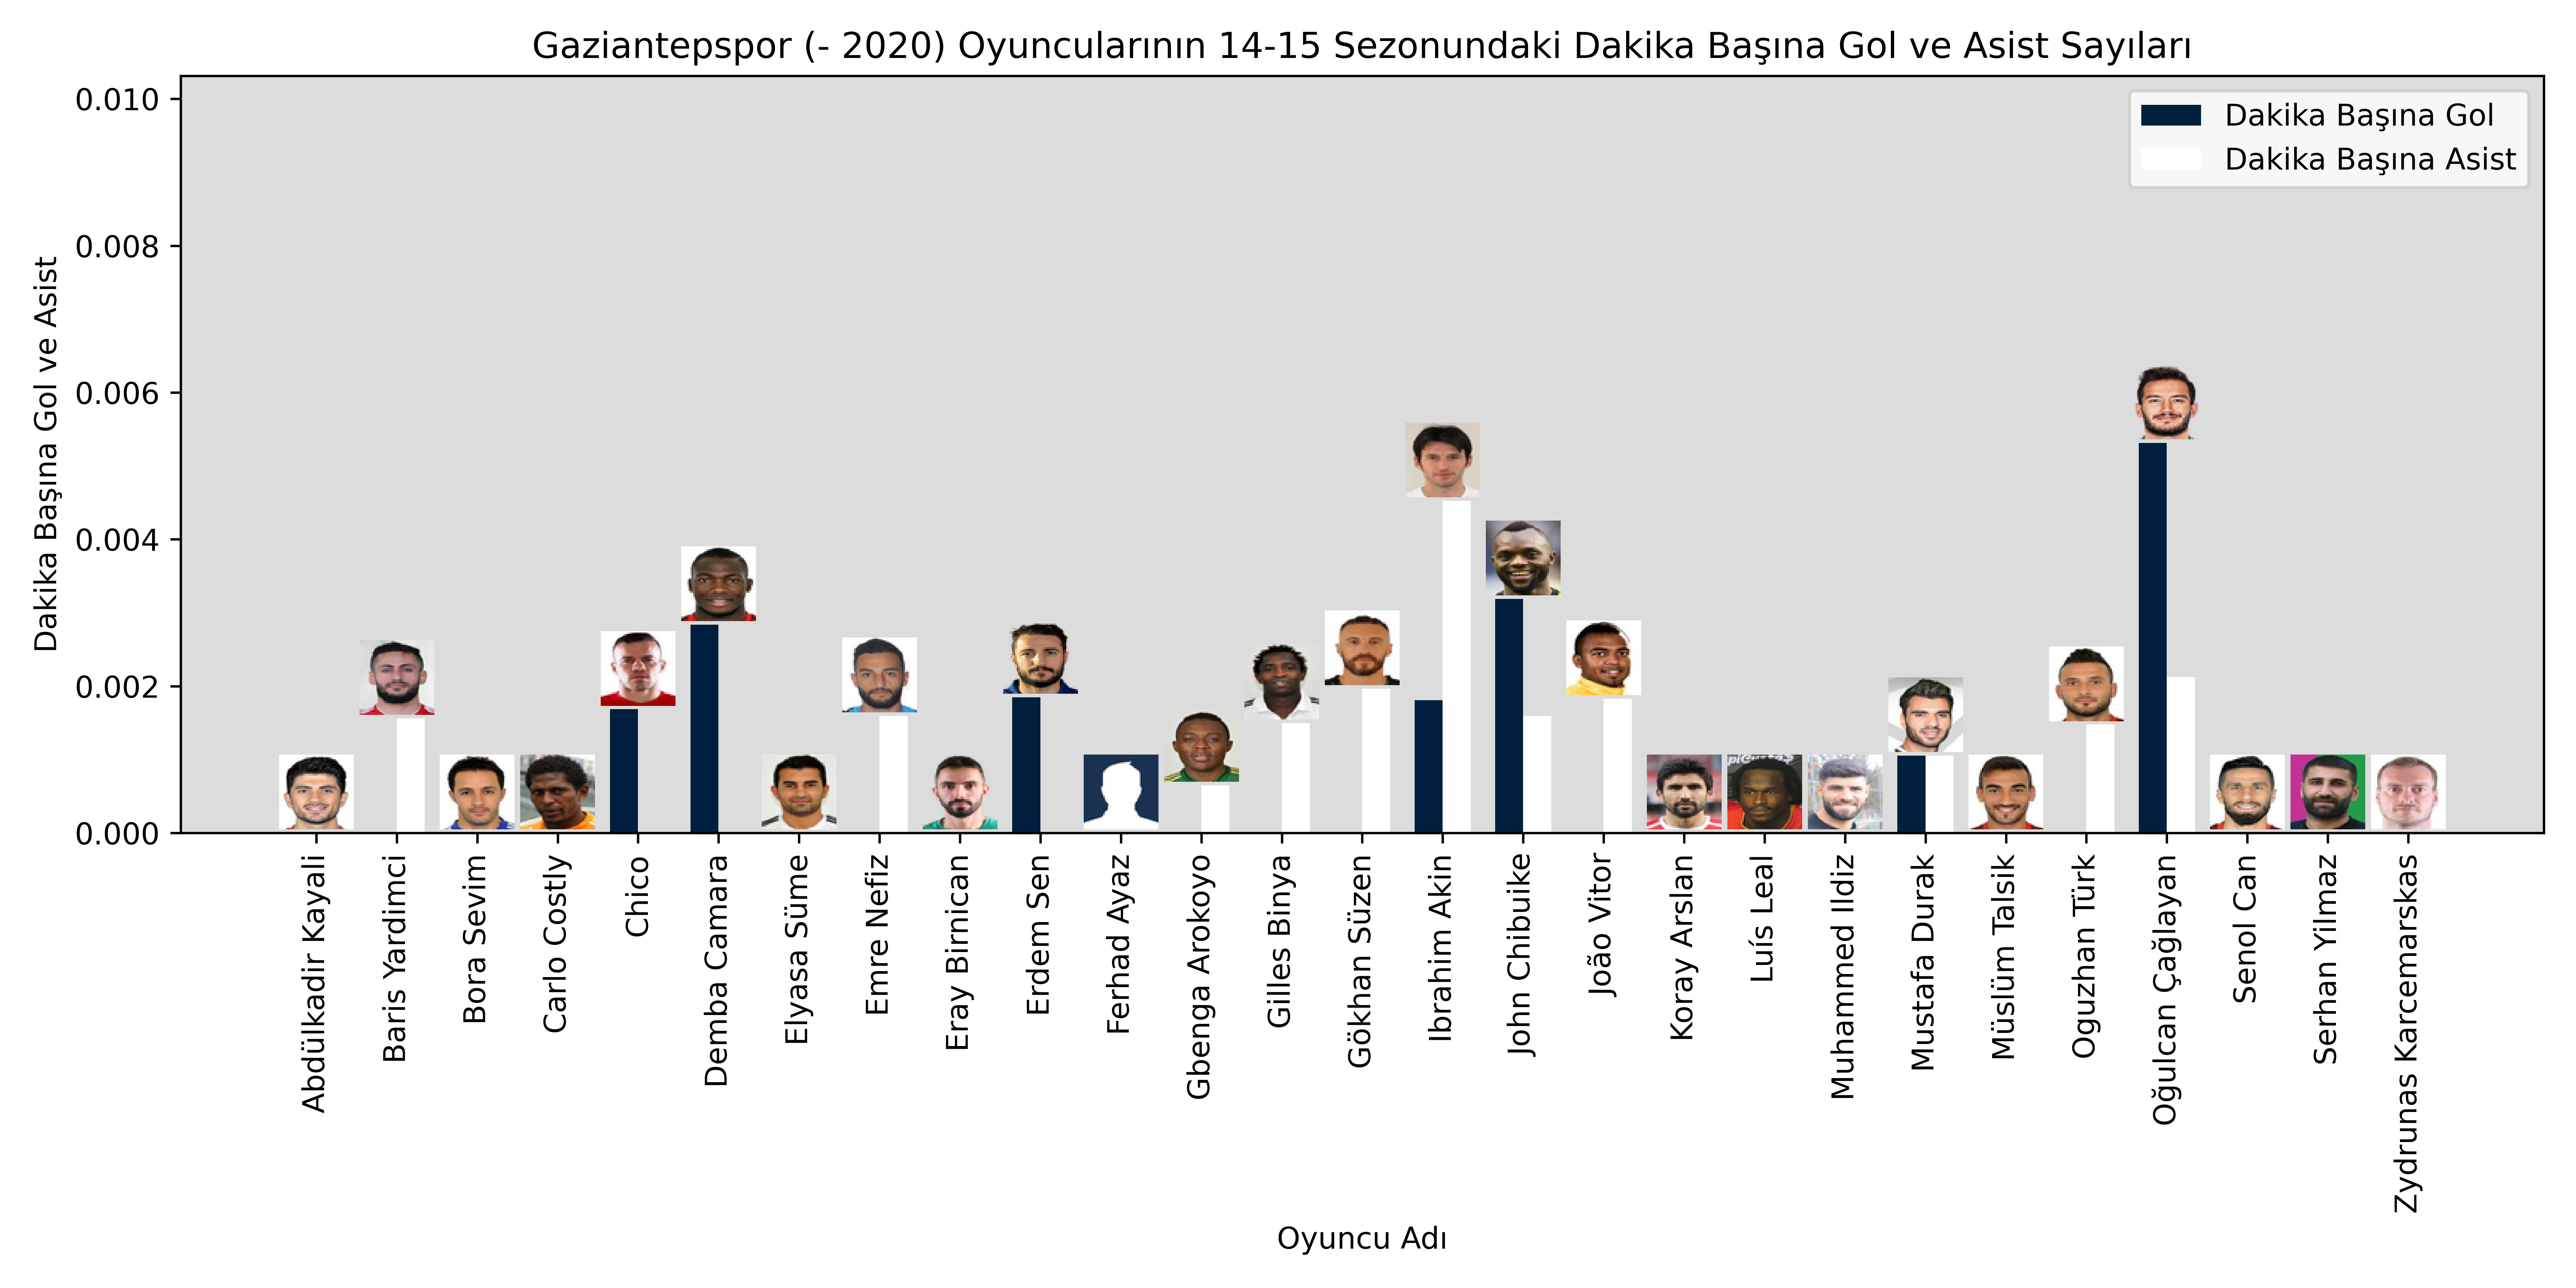 Gaziantepspor (- 2020) Oyuncularının 14-15 Sezonundaki Dakika Başına Gol ve Asist Sayıları
Dakika Başına Gol
Dakika Başına Asist
Dakika Başına Gol ve Asist
0.010
0.008
0.006
0.004
0.002
0.000
Abdülkadir Kayali
Baris Yardimci
Bora Sevim
Carlo Costly
Chico
Demba Camara
Elyasa Süme
Emre Nefiz
Eray Birnican
Erdem Sen
Ferhad Ayaz
Gbenga Arokoyo
Gilles Binya
Gökhan Süzen
Ibrahim Akin
John Chibuike
João Vitor
Koray Arslan
Luís Leal
Muhammed Ildiz
Mustafa Durak
Müslüm Talsik
Oguzhan Türk
Oğulcan Çağlayan
Senol Can
Serhan Yilmaz
Zydrunas Karcemarskas
Oyuncu Adı